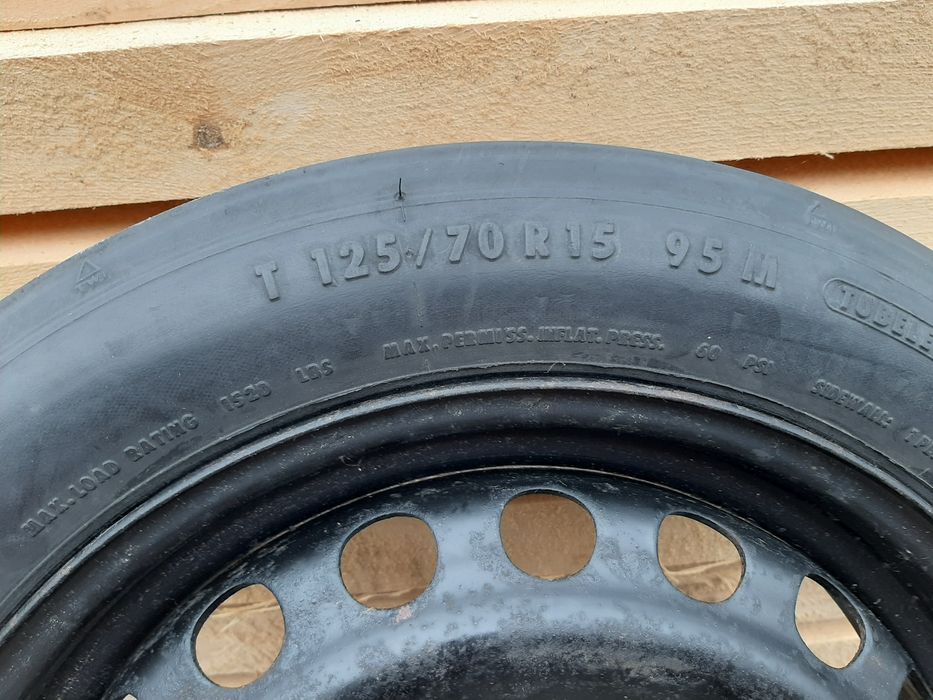 T 125/70 R 15 95 M
TUBELE
MAX. LOAD RATING 1520 LBS MAX. PERMISS. INFLAT. PRESS. 60 PSI SIDEWALL: